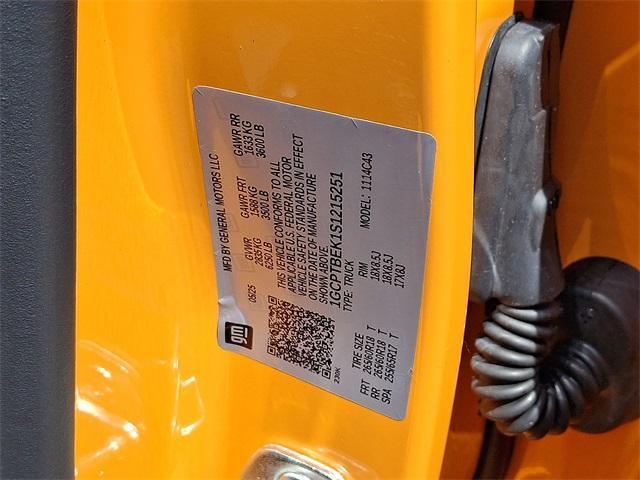 gm
MFD BY GENERAL MOTORS LLC
05/25
GVWR
2835 KG
6250 LB
GAWR FRT
1588 KG
3500 LB
GAWR RR
1633 KG
3600 LB
THIS VEHICLE CONFORMS TO ALL
APPLICABLE U.S. FEDERAL MOTOR
VEHICLE SAFETY STANDARDS IN EFFECT
ON THE DATE OF MANUFACTURE
SHOWN ABOVE.
1GCPTBEK1S1215251
TYPE: TRUCK MODEL: 1114C43
TIRE SIZE RIM
FRT 265/60R18 T 18X8.5J
RR 265/60R18 T 18X8.5J
SPA 255/65R17 T 17X8J